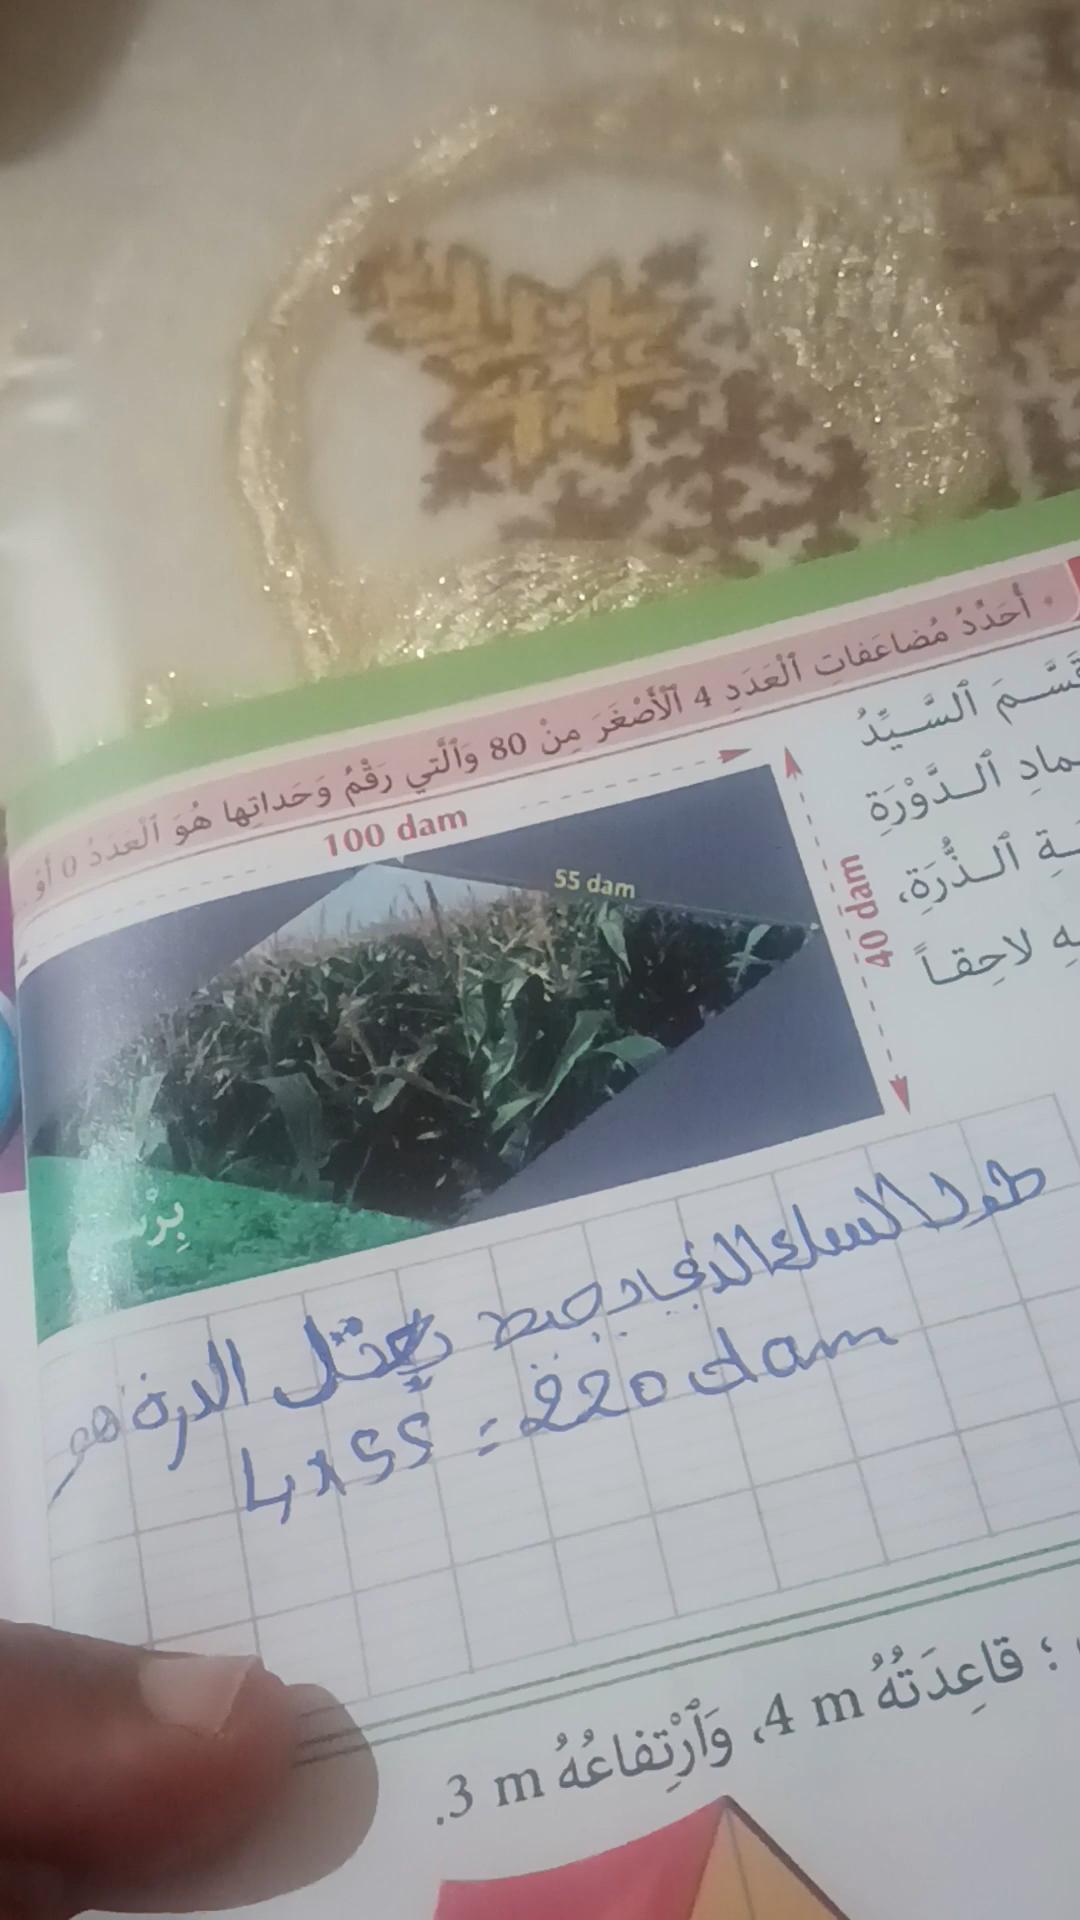 • أُحَدِّدُ مُضاعَفاتِ ٱلْعَدَدِ 4 ٱلْأَصْغَرَ مِنْ 80 وَٱلَّتي رَقْمُ وَحَداتِها هُوَ ٱلْعَدَدُ 0 أَوْ
قَسَّمَ ٱلسَّيِّدُ
ٱلدَّوْرَةِ
ٱلذُّرَةِ،
لاحِقاً
100 dam
55 dam
40 dam
طول السلك الذي يحيط بحقل الذرة هو
4x55 = 220 dam
؛ قاعِدَتُهُ 4 m، وَٱرْتِفاعُهُ 3 m.